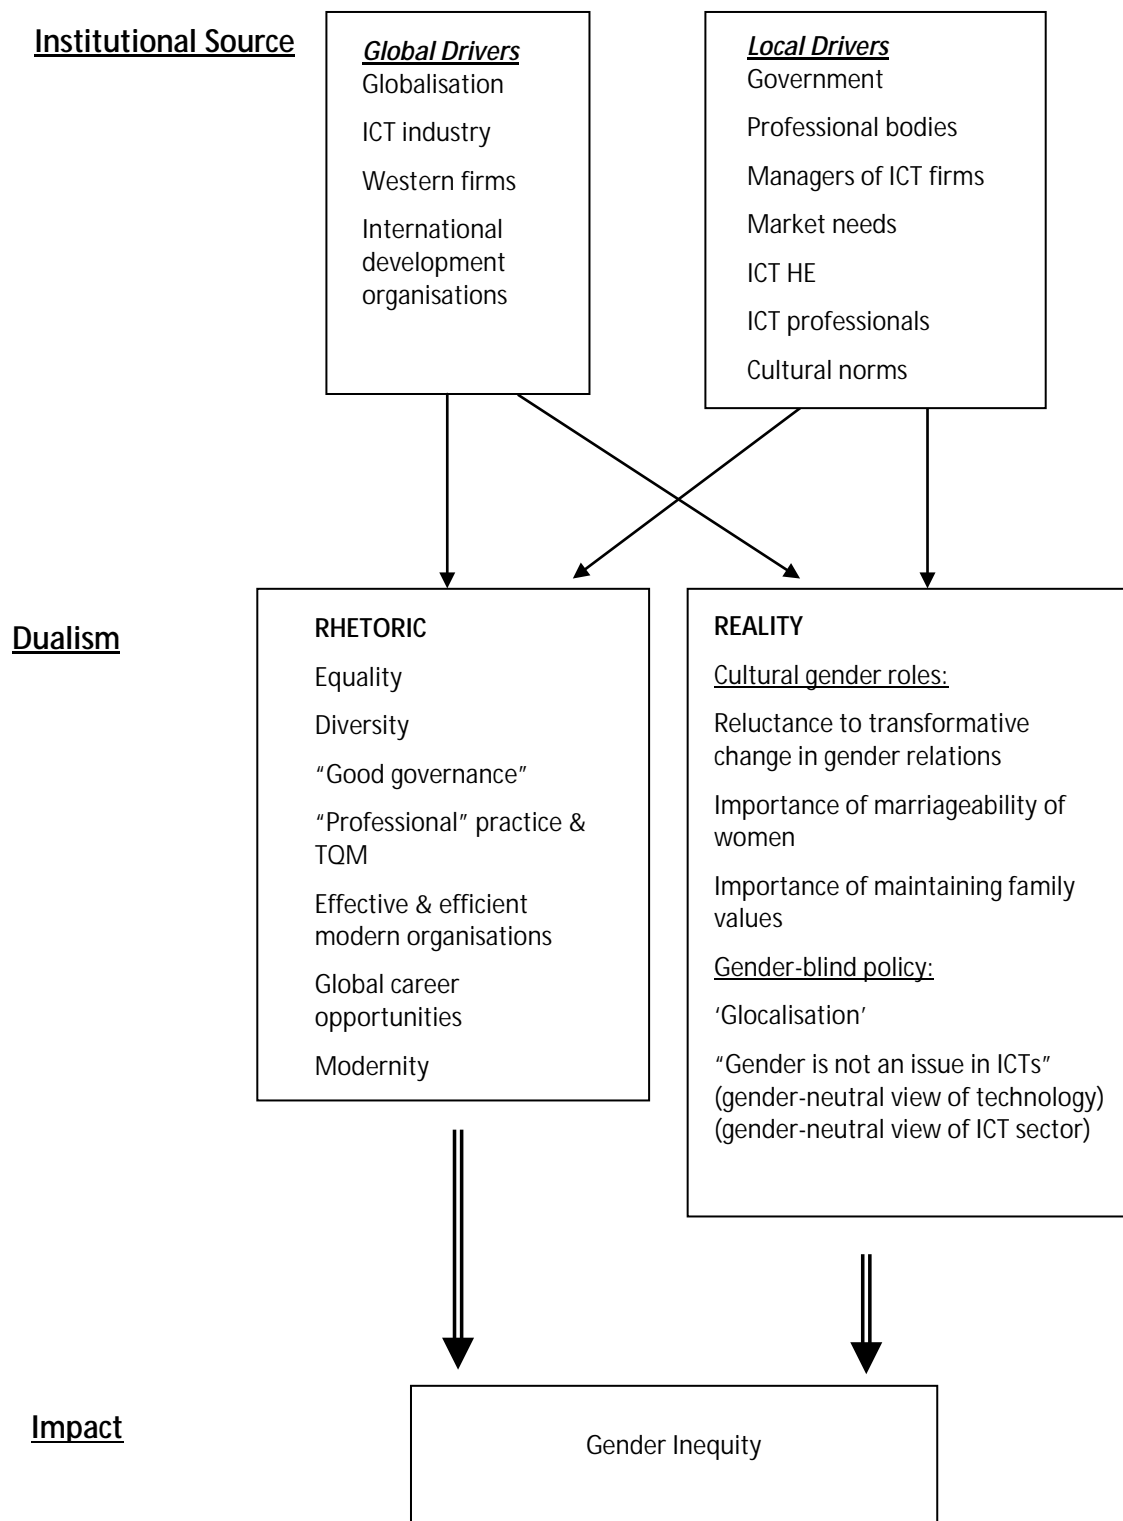 Institutional Source
Global Drivers
Globalisation
ICT industry
Western firms
International
development
organisations
Local Drivers
Government
Professional bodies
Managers of ICT firms
Market needs
ICT HE
ICT professionals
Cultural norms
Dualism
RHETORIC
Equality
Diversity
“Good governance”
“Professional” practice &
TQM
Effective & efficient
modern organisations
Global career
opportunities
Modernity
REALITY
Cultural gender roles:
Reluctance to transformative
change in gender relations
Importance of marriageability of
women
Importance of maintaining family
values
Gender-blind policy:
‘Glocalisation’
“Gender is not an issue in ICTs”
(gender-neutral view of technology)
(gender-neutral view of ICT sector)
Impact
Gender Inequity